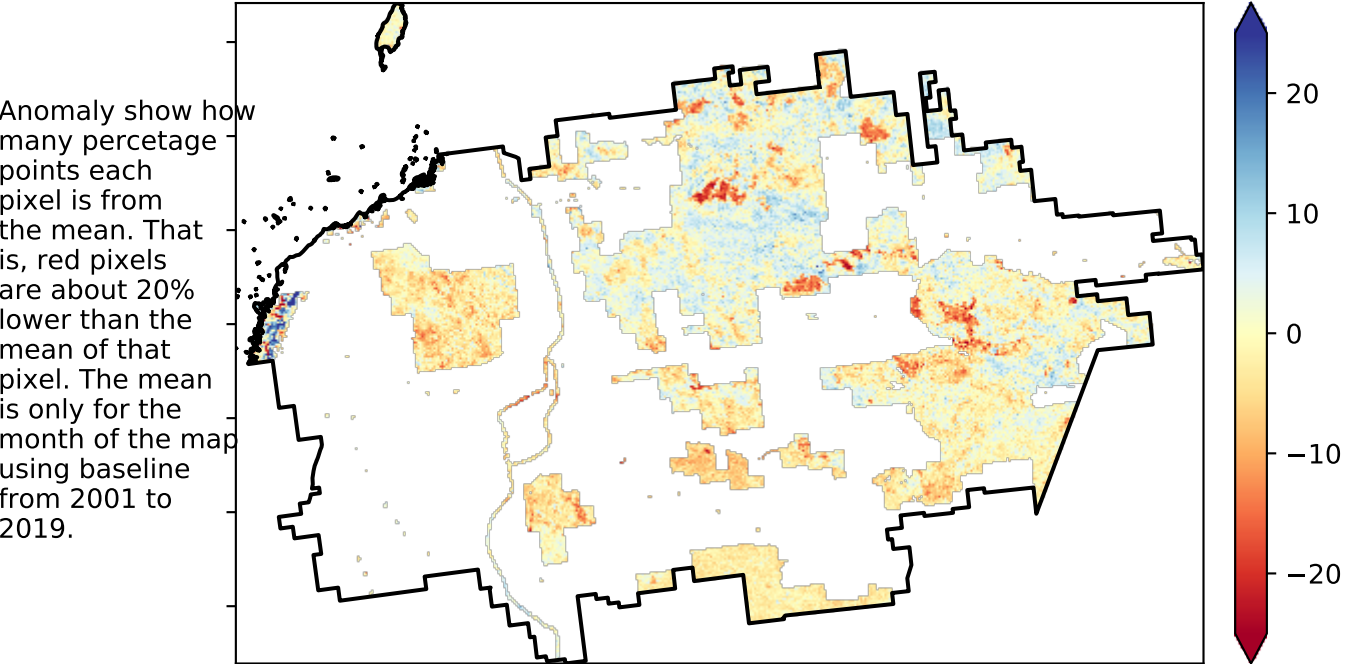 Anomaly show how
many percetage
points each
pixel is from
the mean. That
is, red pixels
are about 20%
lower than the
mean of that
pixel. The mean
is only for the
month of the map
using baseline
from 2001 to
2019.
20
10
0
−10
−20